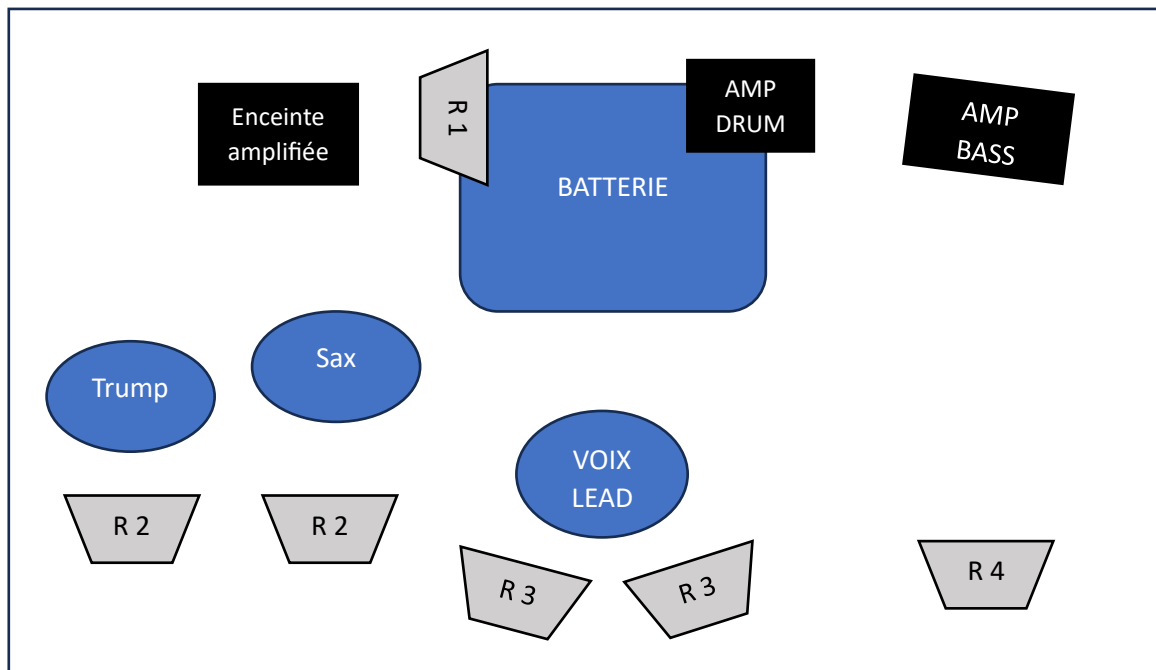 Enceinte
amplifiée
R 1
AMP
DRUM
AMP
BASS
BATTERIE
Trump
Sax
VOIX
LEAD
R 2
R 2
R 3
R 3
R 4